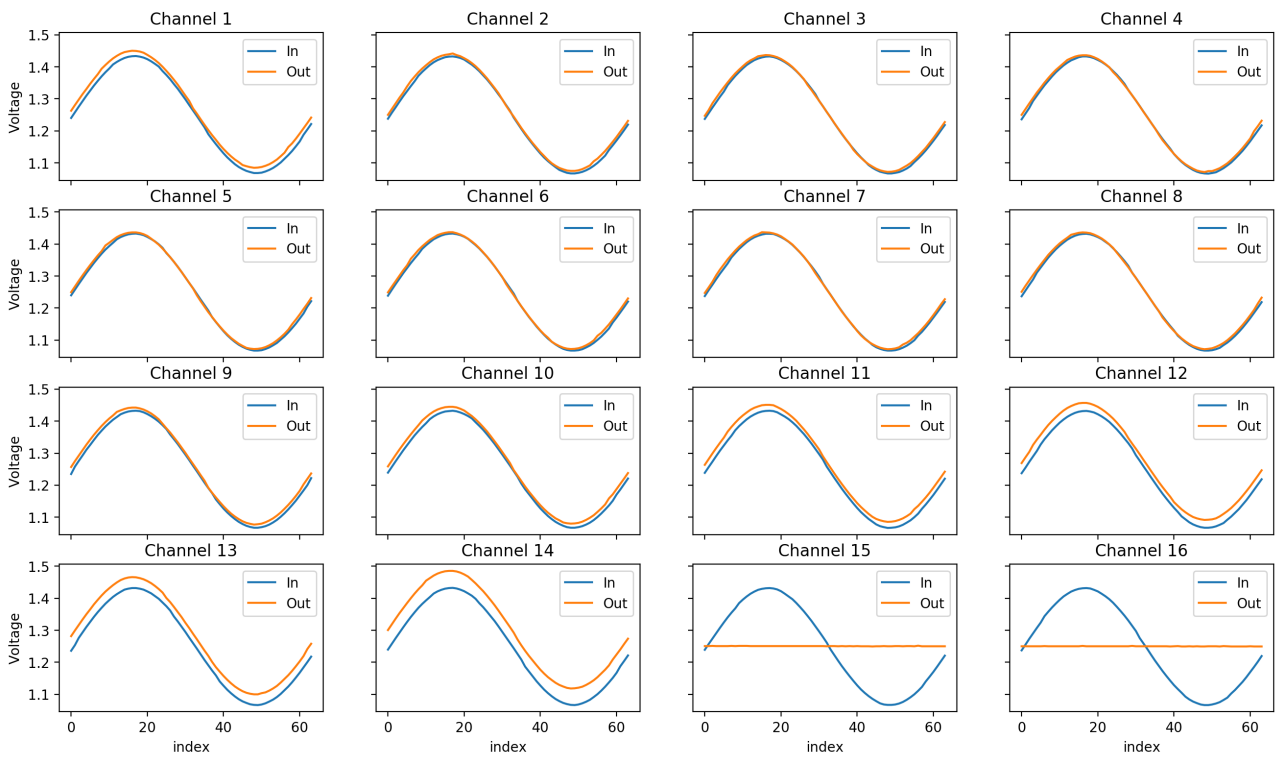 Channel 1 Channel 2 Channel 3 Channel 4
1.5
1.4
1.3
1.2
1.1
Voltage
In In In In
Out Out Out Out
Channel 5 Channel 6 Channel 7 Channel 8
1.5
1.4
1.3
1.2
1.1
Voltage
In In In In
Out Out Out Out
Channel 9 Channel 10 Channel 11 Channel 12
1.5
1.4
1.3
1.2
1.1
Voltage
In In In In
Out Out Out Out
Channel 13 Channel 14 Channel 15 Channel 16
1.5
1.4
1.3
1.2
1.1
Voltage
In In In In
Out Out Out Out
0 20 40 60 0 20 40 60 0 20 40 60 0 20 40 60
index index index index